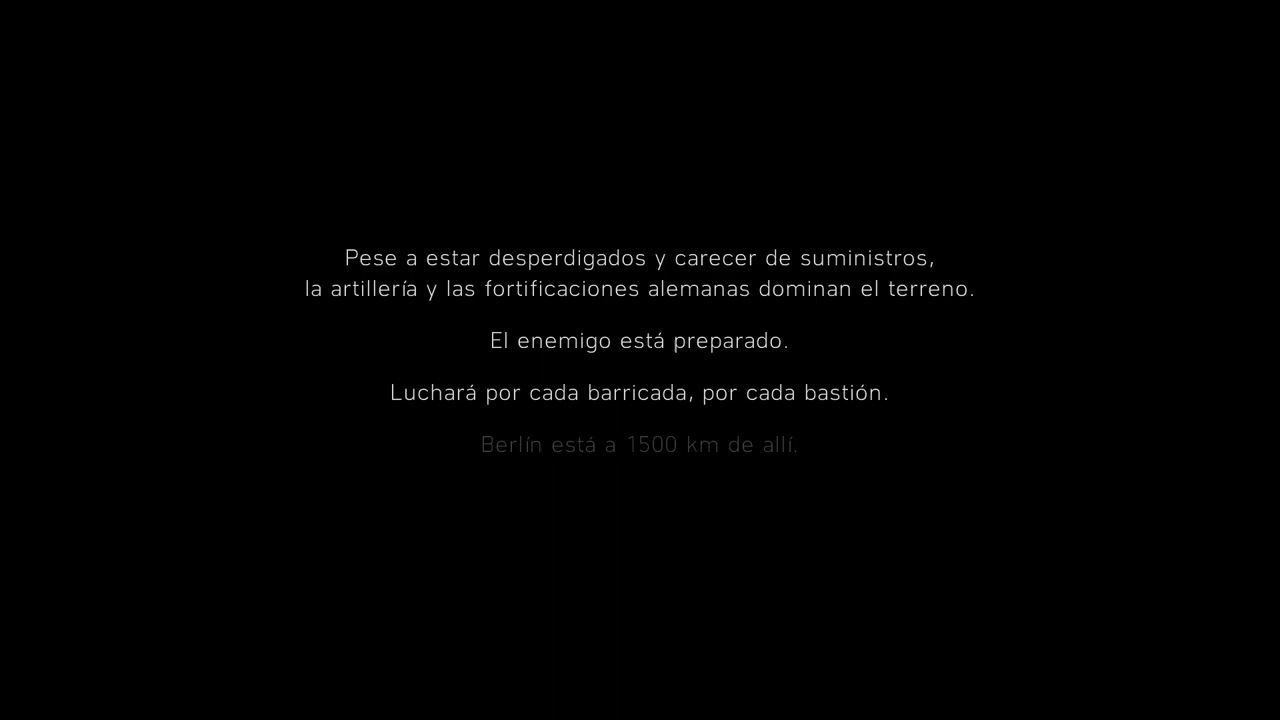 Pese a estar desperdigados y carecer de suministros,
la artillería y las fortificaciones alemanas dominan el terreno.
El enemigo está preparado.
Luchará por cada barricada, por cada bastión.
Berlín está a 1500 km de allí.